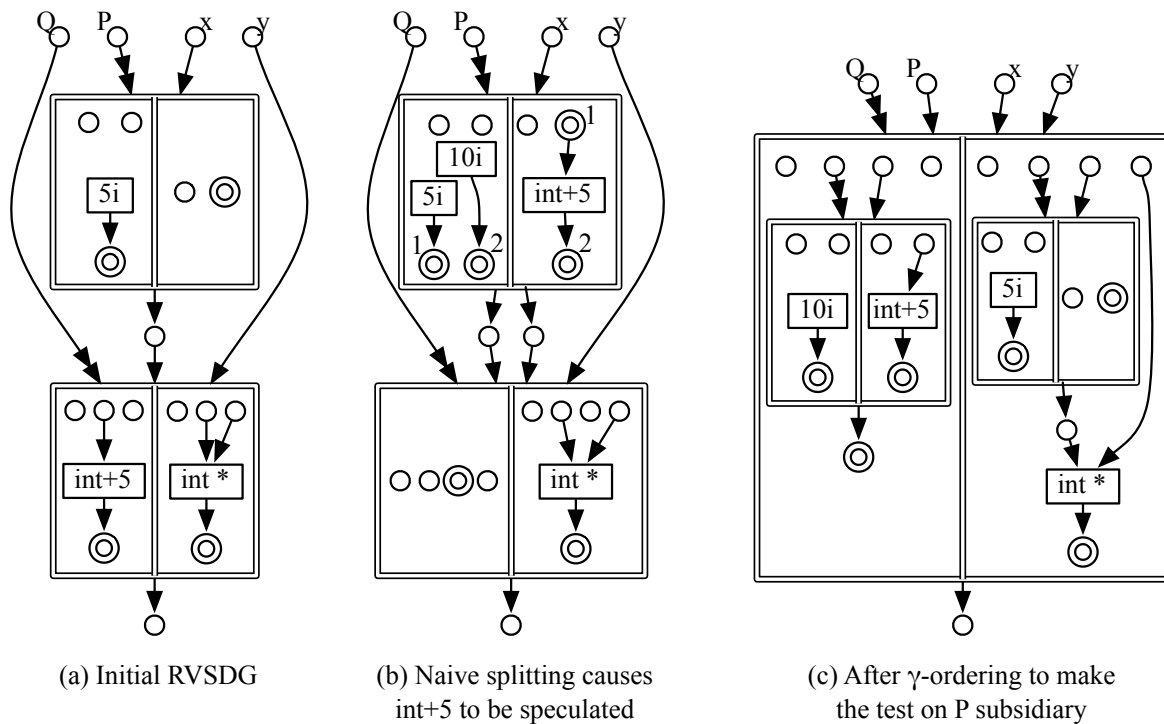 Q P x y
5i
int+5 int *
(a) Initial RVSDG
Q P x y
1
10i
5i int+5
1 2 2
int *
(b) Naive splitting causes
int+5 to be speculated
Q P x y
5i
10i int+5
int *
(c) After γ-ordering to make
the test on P subsidiary